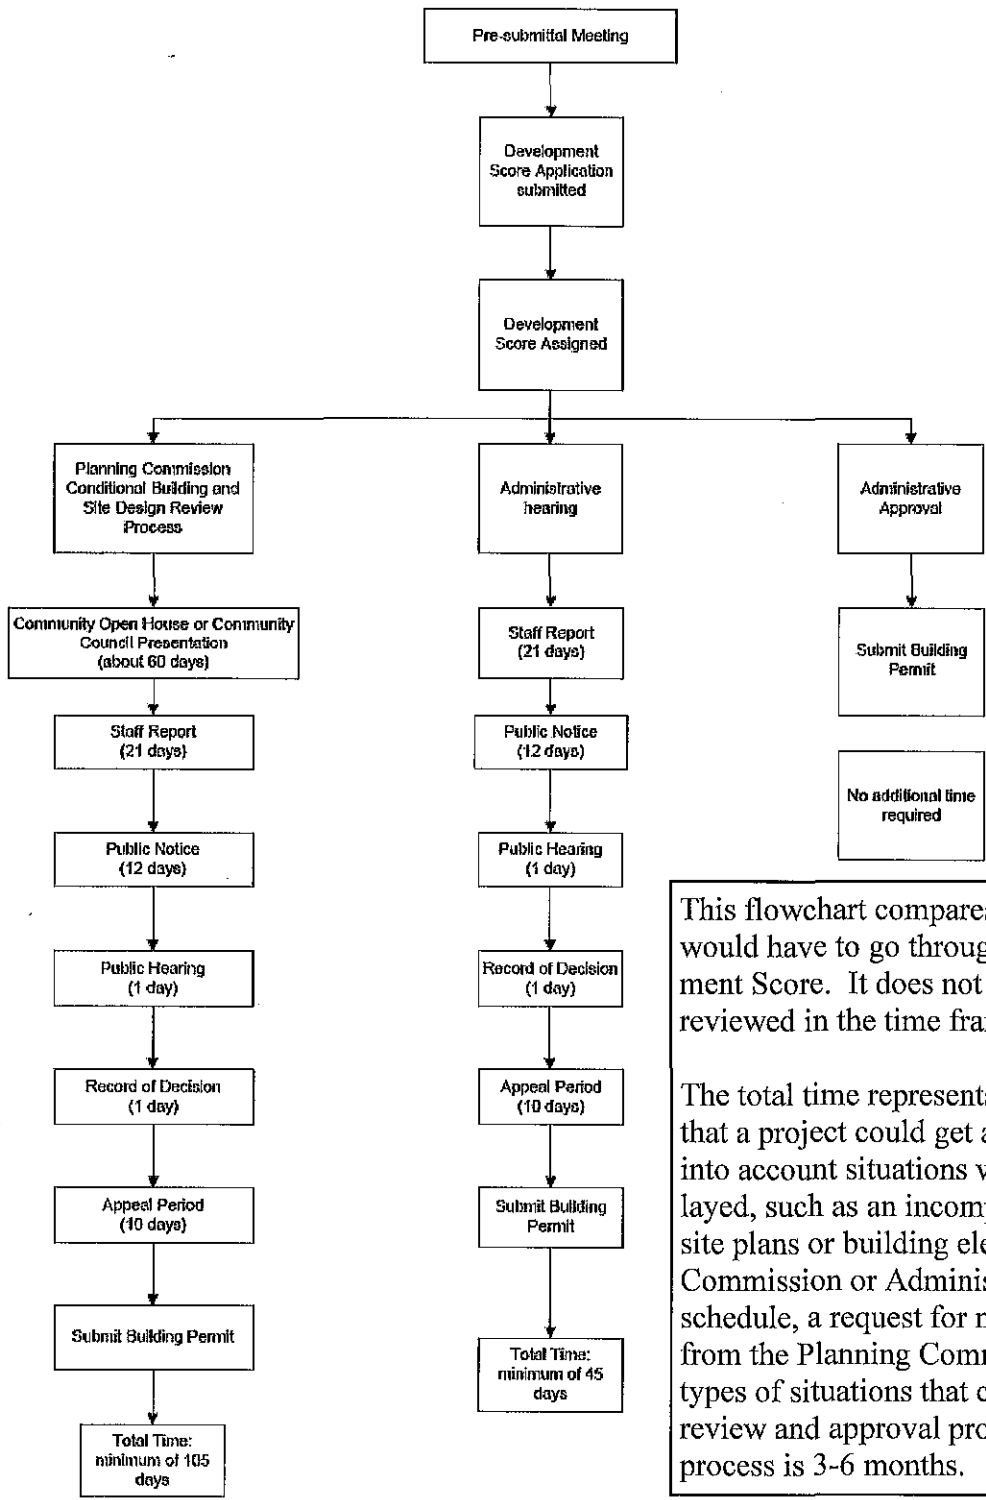 Pre-submittal Meeting
Development
Score Application
submitted
Development
Score Assigned
Planning Commission
Conditional Building and
Site Design Review
Process
Community Open House or Community
Council Presentation
(about 60 days)
Staff Report
(21 days)
Public Notice
(12 days)
Public Hearing
(1 day)
Record of Decision
(1 day)
Appeal Period
(10 days)
Submit Building Permit
Total Time:
minimum of 105
days
Administrative
hearing
Staff Report
(21 days)
Public Notice
(12 days)
Public Hearing
(1 day)
Record of Decision
(1 day)
Appeal Period
(10 days)
Submit Building
Permit
Total Time:
minimum of 45
days
Administrative
Approval
Submit Building
Permit
No additional time
required
This flowchart compares
would have to go throug
ment Score. It does not
reviewed in the time fra
The total time represents
that a project could get a
into account situations w
layed, such as an incomp
site plans or building ele
Commission or Adminis
schedule, a request for n
from the Planning Comm
types of situations that c
review and approval pro
process is 3-6 months.